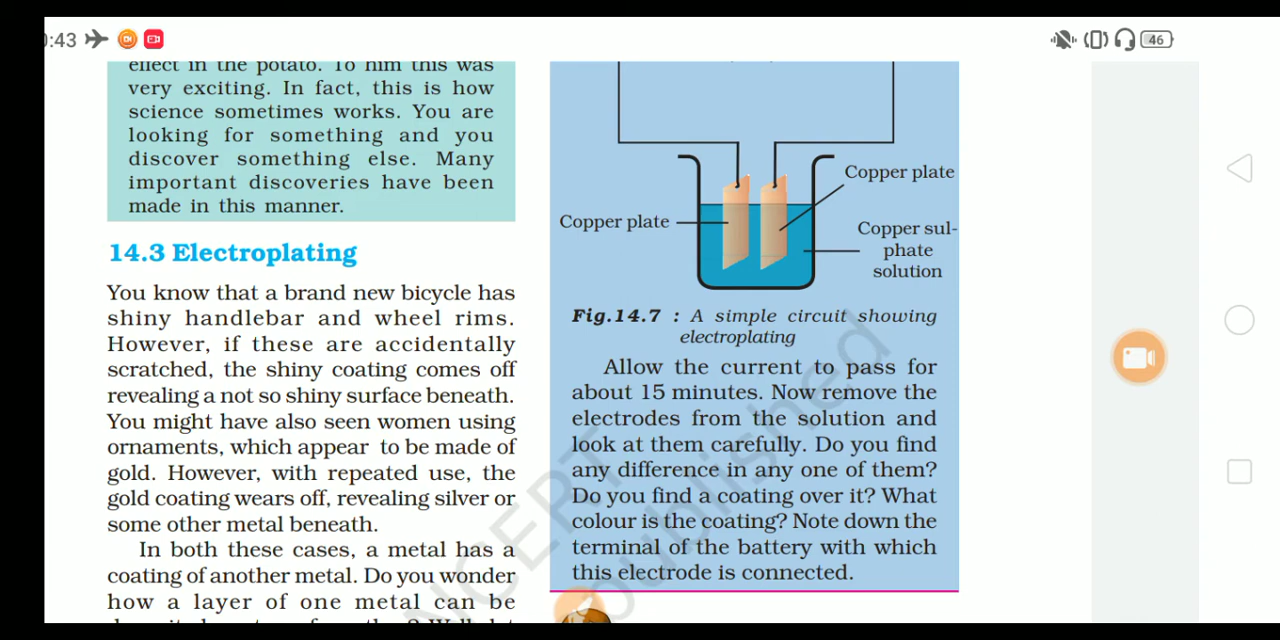 :43
46
effect in the potato. To him this was
very exciting. In fact, this is how
science sometimes works. You are
looking for something and you
discover something else. Many
important discoveries have been
made in this manner.
14.3 Electroplating
You know that a brand new bicycle has
shiny handlebar and wheel rims.
However, if these are accidentally
scratched, the shiny coating comes off
revealing a not so shiny surface beneath.
You might have also seen women using
ornaments, which appear to be made of
gold. However, with repeated use, the
gold coating wears off, revealing silver or
some other metal beneath.
In both these cases, a metal has a
coating of another metal. Do you wonder
how a layer of one metal can be
Copper plate
Copper plate
Copper sul-
phate
solution
Fig.14.7 : A simple circuit showing
electroplating
Allow the current to pass for
about 15 minutes. Now remove the
electrodes from the solution and
look at them carefully. Do you find
any difference in any one of them?
Do you find a coating over it? What
colour is the coating? Note down the
terminal of the battery with which
this electrode is connected.
NCERT
published